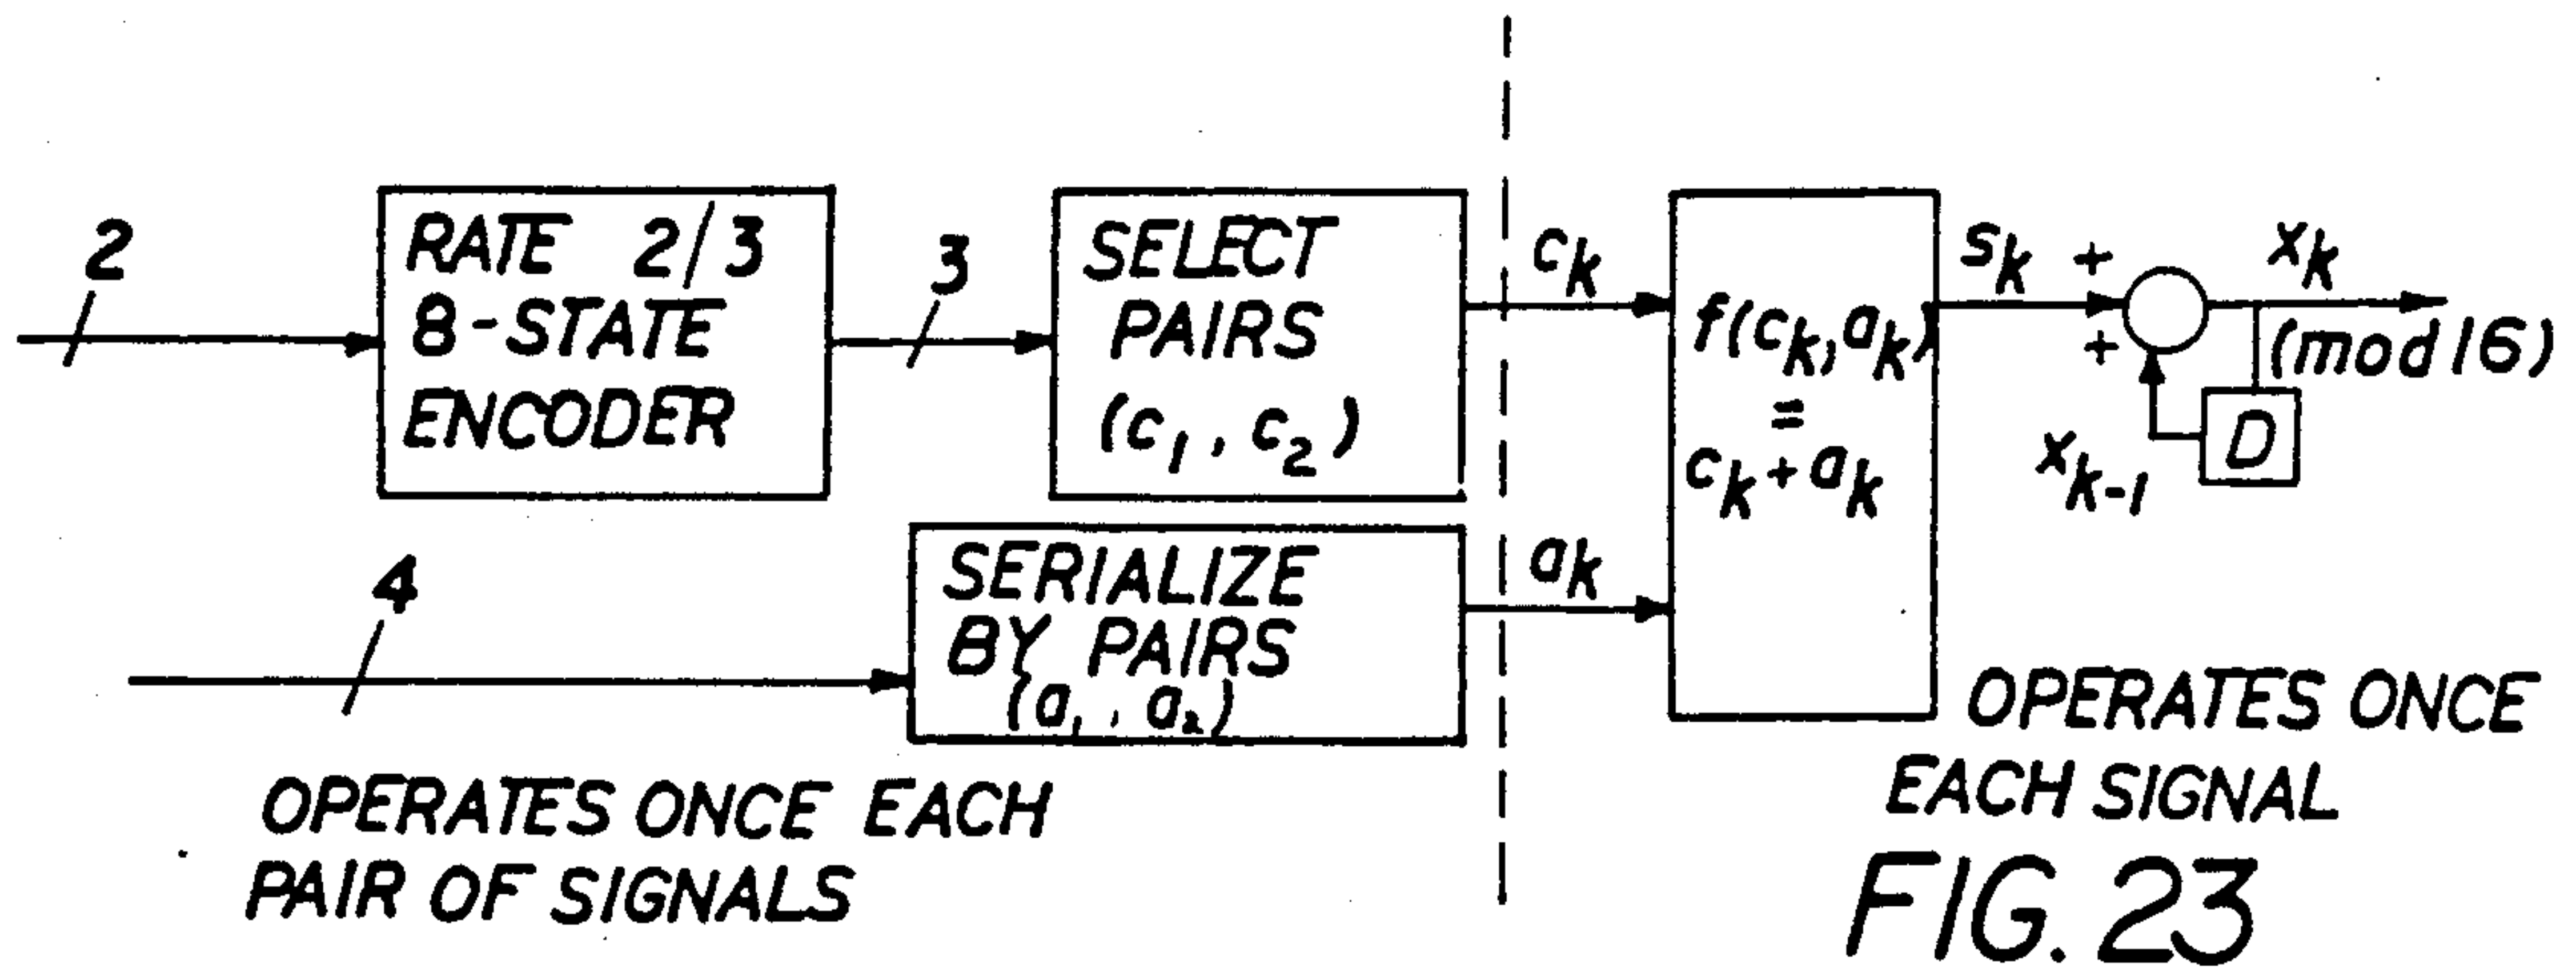 2
RATE 2/3
8-STATE
ENCODER
3
SELECT
PAIRS
(c₁, c₂)
cₖ
f(cₖ, aₖ)
=
cₖ + aₖ
sₖ
+
+
xₖ
(mod 16)
D
xₖ₋₁
4
SERIALIZE
BY PAIRS
(a₁, a₂)
aₖ
OPERATES ONCE EACH
PAIR OF SIGNALS
OPERATES ONCE
EACH SIGNAL
FIG. 23